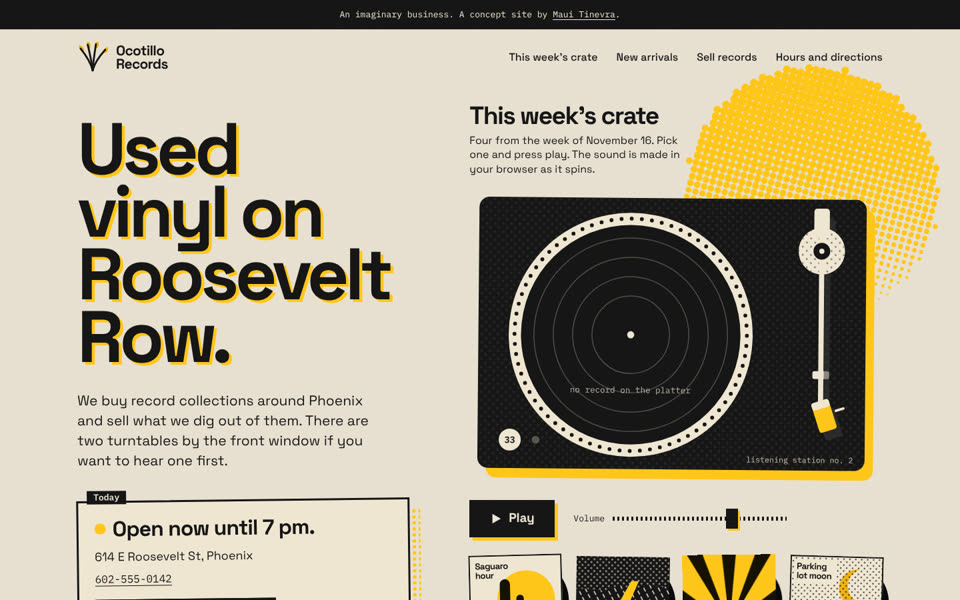 An imaginary business. A concept site by Maui Tinevra.
Ocotillo
Records
This week's crate
New arrivals
Sell records
Hours and directions
Used
vinyl on
Roosevelt
Row.
We buy record collections around Phoenix
and sell what we dig out of them. There are
two turntables by the front window if you
want to hear one first.
Today
Open now until 7 pm.
614 E Roosevelt St, Phoenix
602-555-0142
This week's crate
Four from the week of November 16. Pick
one and press play. The sound is made in
your browser as it spins.
no record on the platter
33
listening station no. 2
Play
Volume
Saguaro
hour
Parking
lot moon